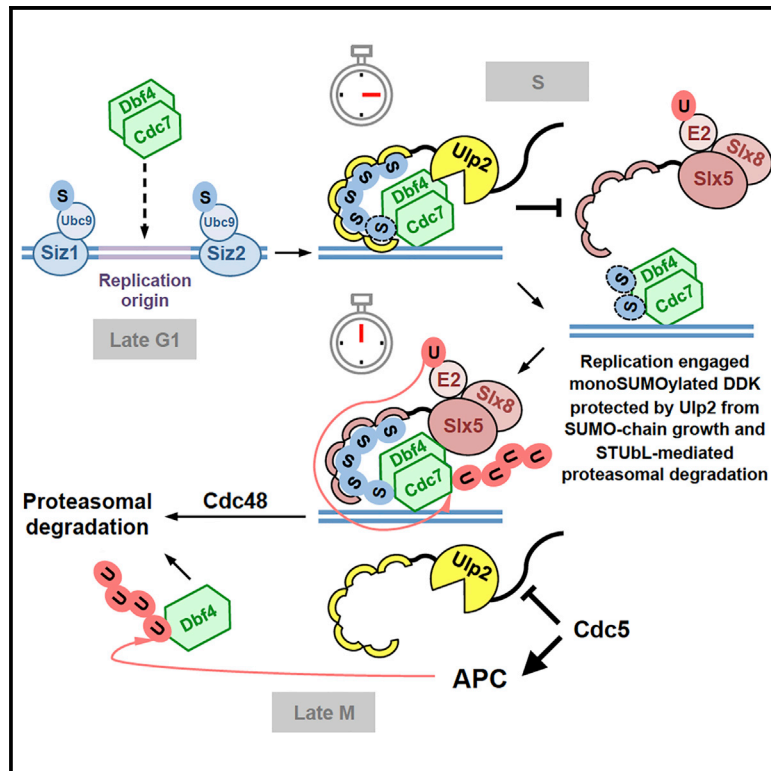 Dbf4
Cdc7
S
Ubc9
Siz1
S
Ubc9
Siz2
Replication
origin
Late G1
S
S
S
S
S
S
Dbf4
Cdc7
Ulp2
S
U
E2
Slx8
Slx5
S
S
Dbf4
Cdc7
Replication engaged
monoSUMOylated DDK
protected by Ulp2 from
SUMO-chain growth and
STUbL-mediated
proteasomal degradation
U
E2
Slx8
Slx5
S
S
S
S
S
Dbf4
Cdc7
U
U
U
U
Proteasomal
degradation
Cdc48
U
U
U
U
Dbf4
Ulp2
Cdc5
APC
Late M